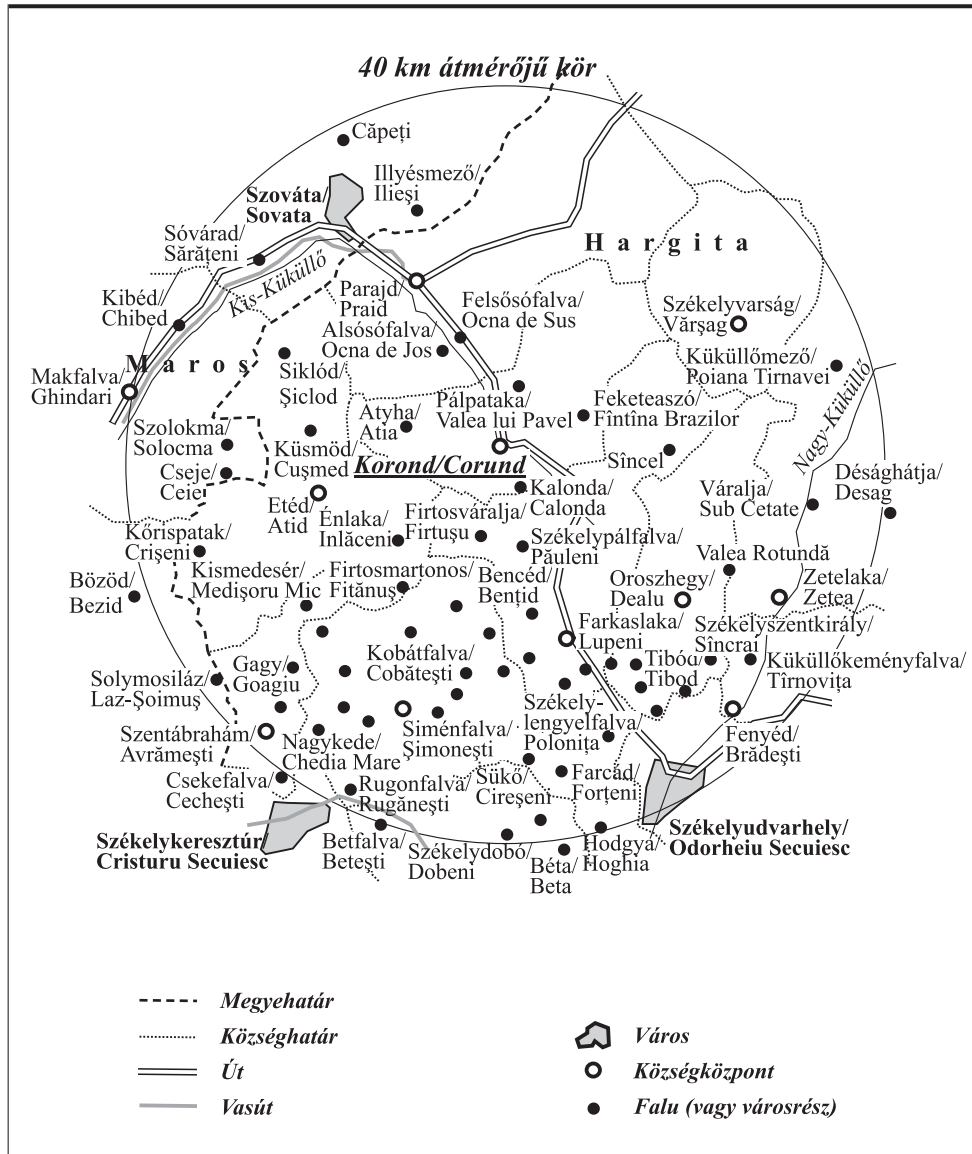 40 km átmérőjű kör
Căpeți
Illyésmező/
Ilieși
Szováta/
Sovata
Sóvárad/
Sărăţeni
Hargita
Kis-Küküllő
Parajd/
Praid
Felsősófalva/
Ocna de Sus
Székelyvarság/
Vărșag
Kibéd/
Chibed
Alsósófalva/
Ocna de Jos
Maros
Siklód/
Şiclod
Küküllőmező/
Poiana Tirnavei
Makfalva/
Ghindari
Pálpataka/
Valea lui Pavel
Feketeaszó/
Fîntîna Brazilor
Atyha/
Atia
Nagy-Küküllő
Szolokma/
Solocma
Küsmöd/
Cuşmed
Korond/Corund
Sîncel
Cseje/
Ceie
Kalonda/
Calonda
Váralja/
Sub Cetate
Désághátja/
Desag
Etéd/
Atid
Énlaka/
Inlăceni
Firtosváralja/
Firtuşu
Székelypálfalva/
Păuleni
Kőrispatak/
Crişeni
Valea Rotundă
Bözöd/
Bezid
Kismedesér/
Medişoru Mic
Firtosmartonos/
Fitănuş
Bencéd/
Benţid
Oroszhegy/
Dealu
Zetelaka/
Zetea
Farkaslaka/
Lupeni
Székelyszentkirály/
Sîncrai
Kobátfalva/
Cobăteşti
Gagy/
Goagiu
Tibód/
Tibod
Küküllőkeményfalva/
Tîrnoviţa
Solymosiláz/
Laz-Şoimuş
Székely-
lengyelfalva/
Poloniţa
Szentábrahám/
Avrămeşti
Nagykede/
Chedia Mare
Siménfalva/
Şimoneşti
Fenyéd/
Brădeşti
Csekefalva/
Checheşti
Rugonfalva/
Rugăneşti
Sükő/
Cireşeni
Farcád/
Forţeni
Székelykeresztúr/
Cristuru Secuiesc
Betfalva/
Beteşti
Székelydobó/
Dobeni
Béta/
Beta
Hodgya/
Hoghia
Székelyudvarhely/
Odorheiu Secuiesc
Megyehatár
Községhatár
Út
Vasút
Város
Községközpont
Falu (vagy városrész)